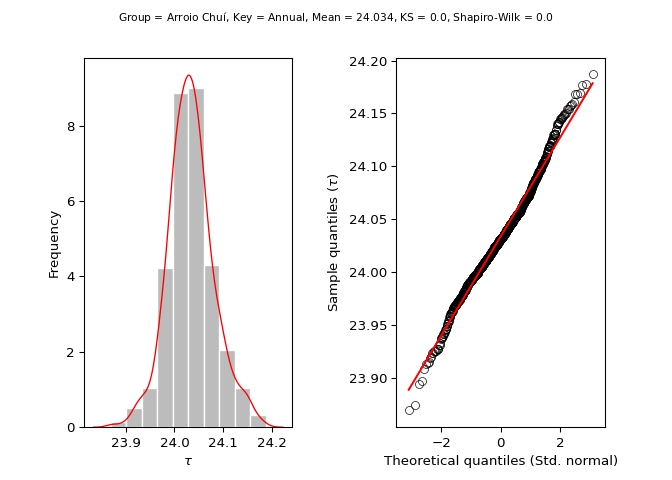 Group = Arroio Chuí, Key = Annual, Mean = 24.034, KS = 0.0, Shapiro-Wilk = 0.0
Frequency
8
6
4
2
0
23.9 24.0 24.1 24.2
τ
Sample quantiles (τ)
24.20
24.15
24.10
24.05
24.00
23.95
23.90
−2 0 2
Theoretical quantiles (Std. normal)